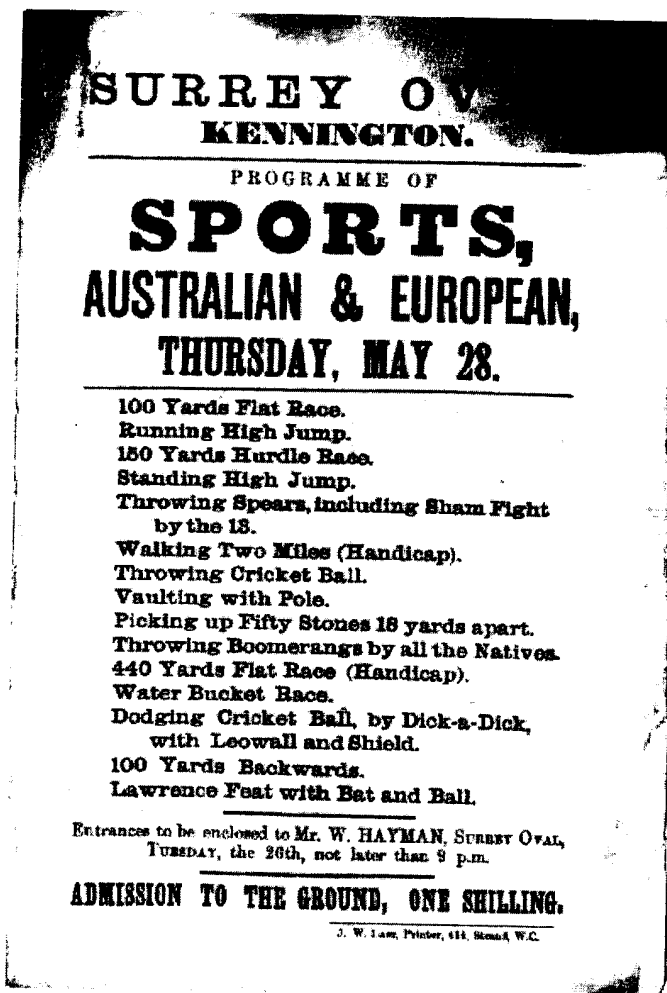 SURREY OV
KENNINGTON.
PROGRAMME OF
SPORTS,
AUSTRALIAN & EUROPEAN,
THURSDAY, MAY 28.
100 Yards Flat Race.
Running High Jump.
150 Yards Hurdle Race.
Standing High Jump.
Throwing Spears, including Sham Fight
by the 13.
Walking Two Miles (Handicap).
Throwing Cricket Ball.
Vaulting with Pole.
Picking up Fifty Stones 18 yards apart.
Throwing Boomerangs by all the Natives.
440 Yards Flat Race (Handicap).
Water Bucket Race.
Dodging Cricket Ball, by Dick-a-Dick,
with Leowall and Shield.
100 Yards Backwards.
Lawrence Feat with Bat and Ball.
Entrances to be enclosed to Mr. W. HAYMAN, SURREY OVAL,
TUESDAY, the 26th, not later than 9 p.m.
ADMISSION TO THE GROUND, ONE SHILLING.
J. W. Printer, Strand, W.C.